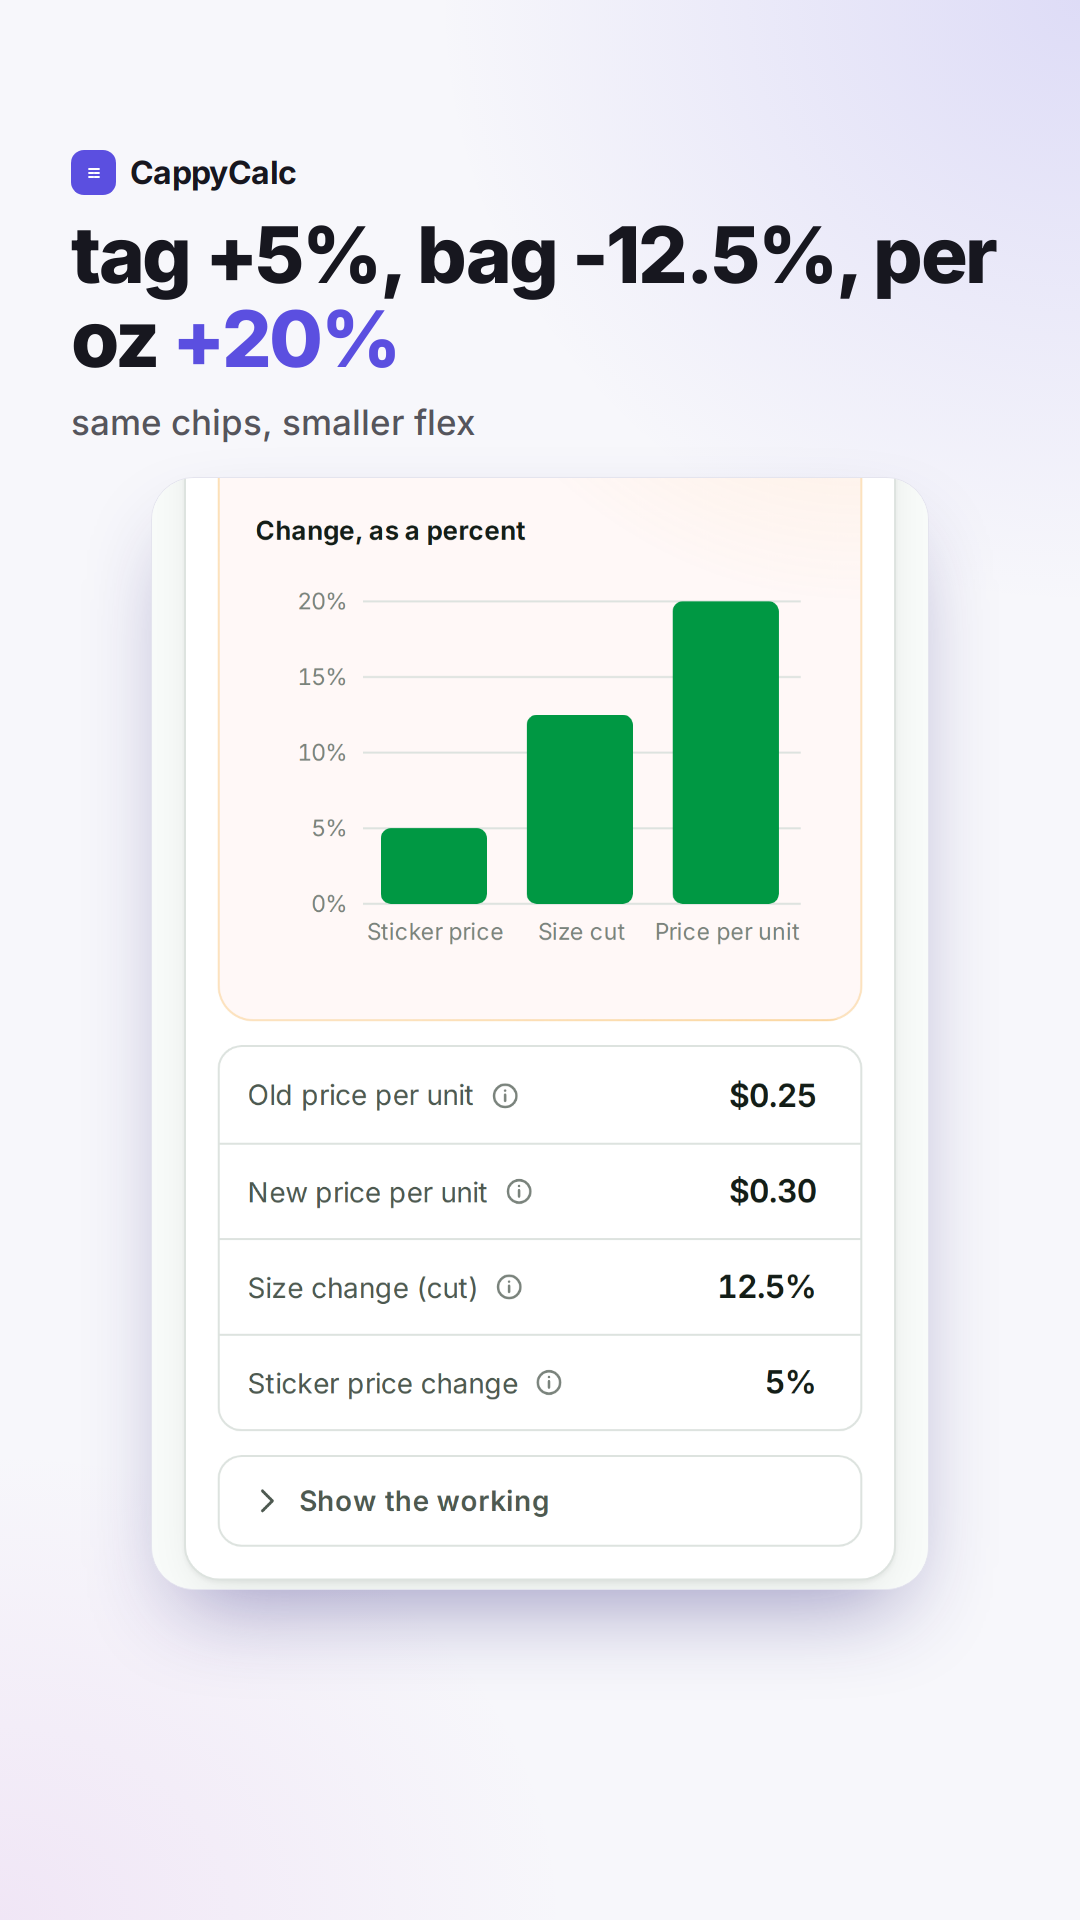 CappyCalc
tag +5%, bag -12.5%, per
oz +20%
same chips, smaller flex
Change, as a percent
20%
15%
10%
5%
0%
Sticker price Size cut Price per unit
Old price per unit $0.25
New price per unit $0.30
Size change (cut) 12.5%
Sticker price change 5%
Show the working